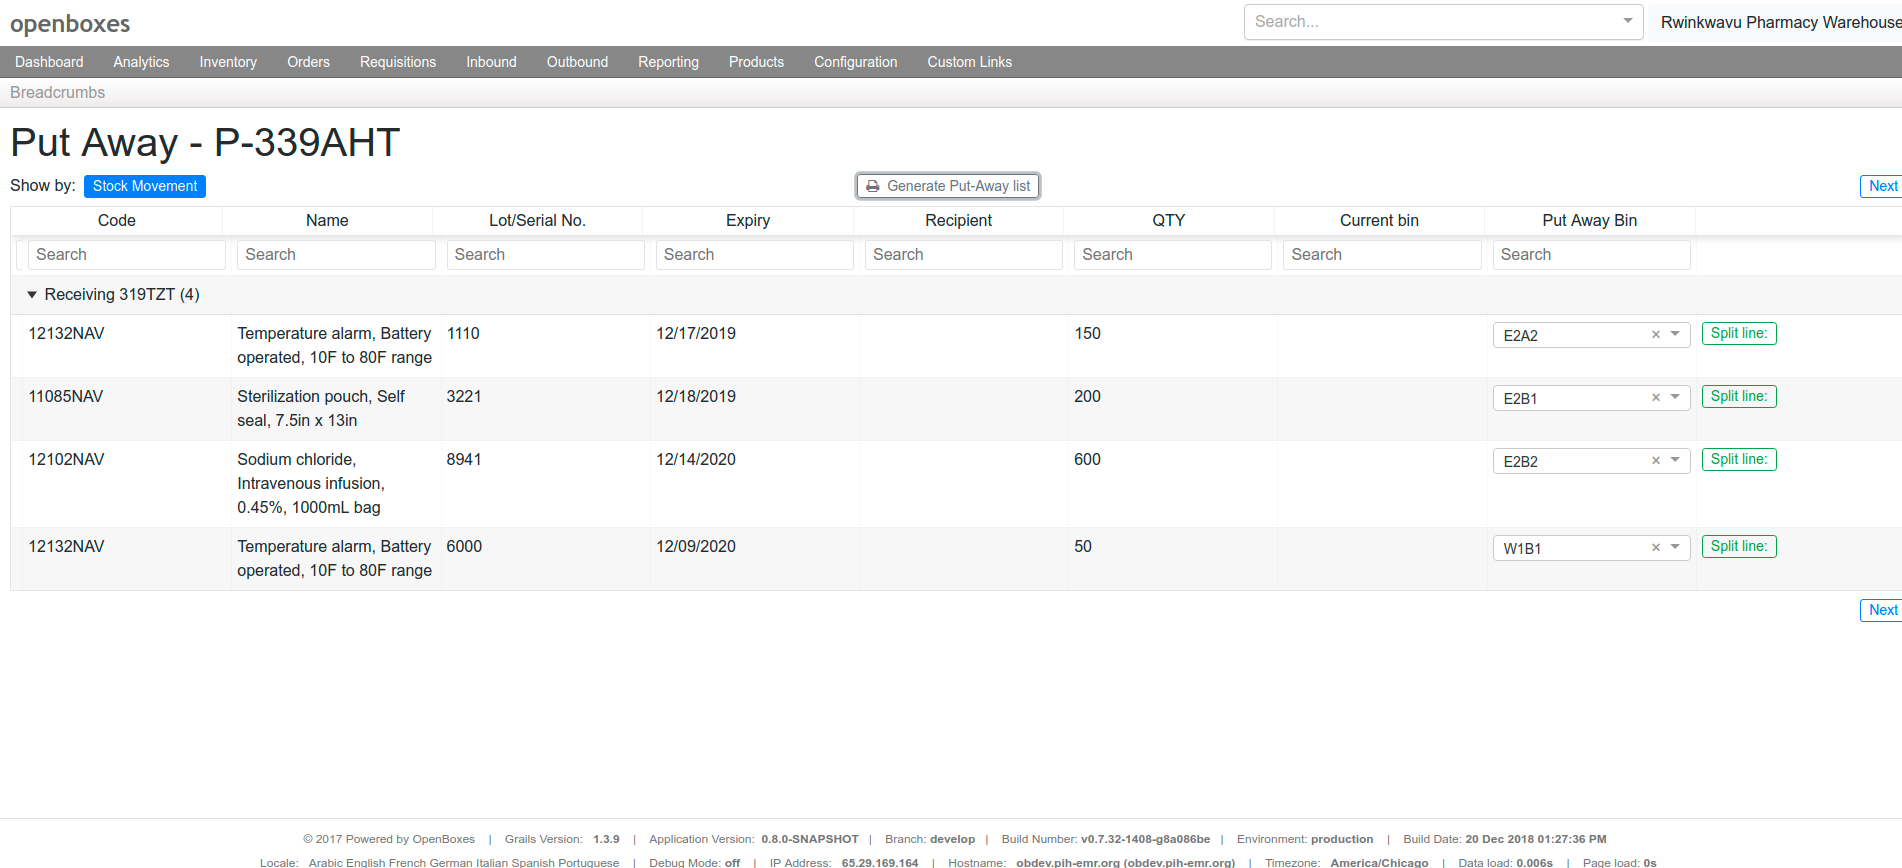 openboxes
Search...
Rwinkwavu Pharmacy Warehouse
Dashboard Analytics Inventory Orders Requisitions Inbound Outbound Reporting Products Configuration Custom Links
Breadcrumbs
Put Away - P-339AHT
Show by: Stock Movement Generate Put-Away list Next
Code Name Lot/Serial No. Expiry Recipient QTY Current bin Put Away Bin
Search Search Search Search Search Search Search Search
Receiving 319TZT (4)
12132NAV Temperature alarm, Battery 1110 12/17/2019 150 E2A2 × Split line:
operated, 10F to 80F range
11085NAV Sterilization pouch, Self 3221 12/18/2019 200 E2B1 × Split line:
seal, 7.5in x 13in
12102NAV Sodium chloride, 8941 12/14/2020 600 E2B2 × Split line:
Intravenous infusion,
0.45%, 1000mL bag
12132NAV Temperature alarm, Battery 6000 12/09/2020 50 W1B1 × Split line:
operated, 10F to 80F range
Next
© 2017 Powered by OpenBoxes | Grails Version: 1.3.9 | Application Version: 0.8.0-SNAPSHOT | Branch: develop | Build Number: v0.7.32-1408-g8a086be | Environment: production | Build Date: 20 Dec 2018 01:27:36 PM
Locale: Arabic English French German Italian Spanish Portuguese | Debug Mode: off | IP Address: 65.29.169.164 | Hostname: obdev.pih-emr.org (obdev.pih-emr.org) | Timezone: America/Chicago | Data load: 0.006s | Page load: 0s